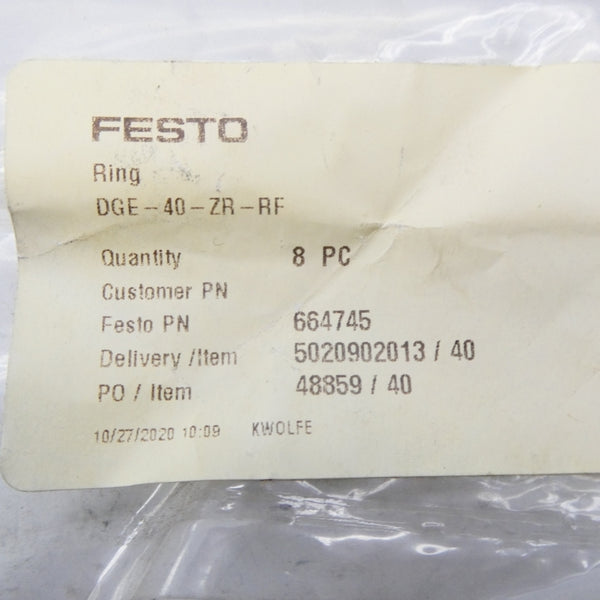 FESTO
Ring
DGE-40-ZR-RF
Quantity 8 PC
Customer PN
Festo PN 664745
Delivery /Item 5020902013 / 40
PO / Item 48859 / 40
10/27/2020 10:09 KWOLFE